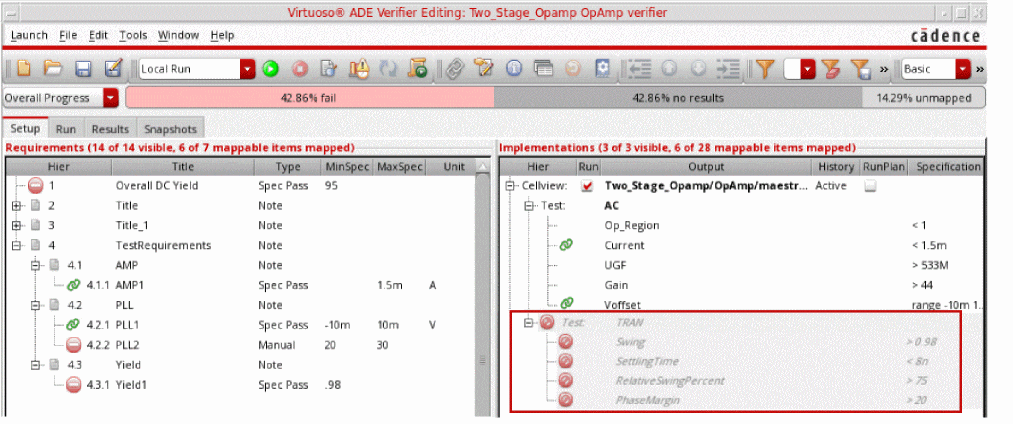 Virtuoso® ADE Verifier Editing: Two_Stage_Opamp OpAmp verifier
Launch File Edit Tools Window Help
cādence
Local Run
» Basic »
Overall Progress 42.86% fail 42.86% no results 14.29% unmapped
Setup Run Results Snapshots
Requirements (14 of 14 visible, 6 of 7 mappable items mapped)
Hier Title Type MinSpec MaxSpec Unit
1 Overall DC Yield Spec Pass 95
2 Title Note
3 Title_1 Note
4 TestRequirements Note
4.1 AMP Note
4.1.1 AMP1 Spec Pass 1.5m A
4.2 PLL Note
4.2.1 PLL1 Spec Pass -10m 10m V
4.2.2 PLL2 Manual 20 30
4.3 Yield Note
4.3.1 Yield1 Spec Pass .98
Implementations (3 of 3 visible, 6 of 28 mappable items mapped)
Hier Run Output History RunPlan Specification
Cellview: Two_Stage_Opamp/OpAmp/maestr... Active
Test: AC
Op_Region < 1
Current < 1.5m
UGF > 533M
Gain > 44
Voffset range -10m 1.
Test: TRAN
Swing > 0.98
SettlingTime < 8n
RelativeSwingPercent > 75
PhaseMargin > 20